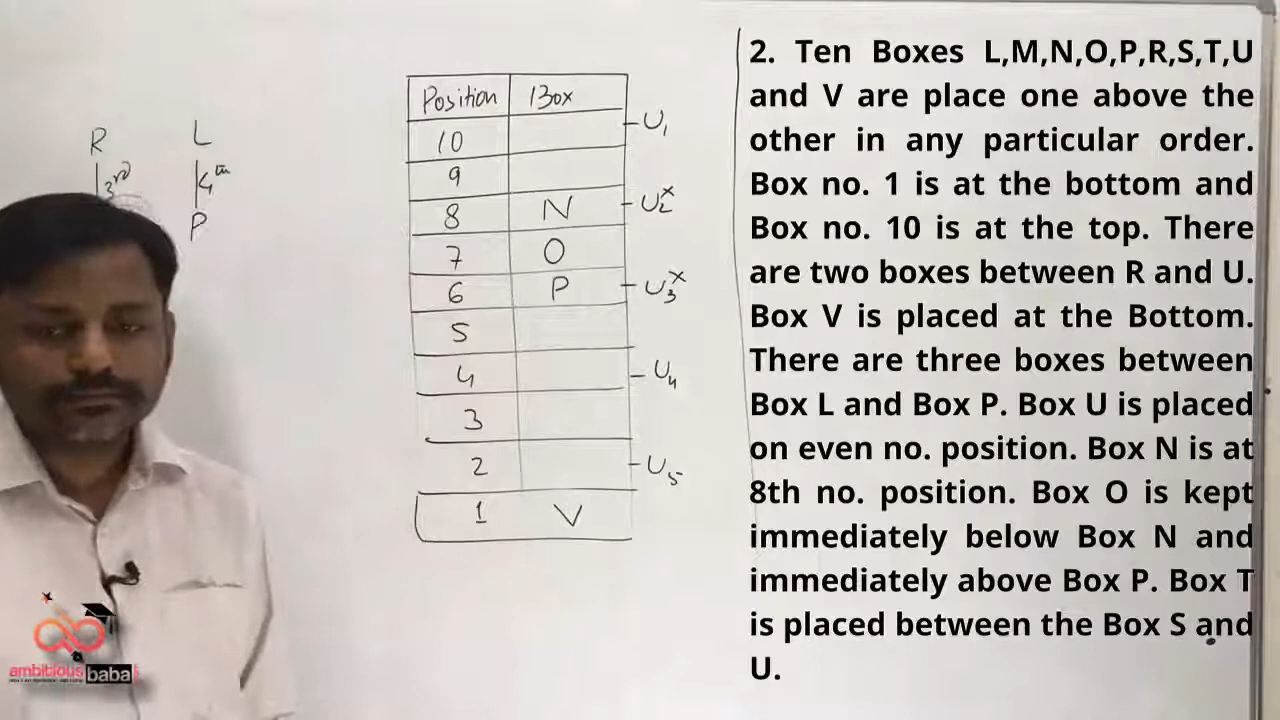 R
3rd
L
4th
P
Position Box
10
9
8 N
7 O
6 P
5
4
3
2
1 V
U1
U2x
U3x
U4
U5
2. Ten Boxes L,M,N,O,P,R,S,T,U
and V are place one above the
other in any particular order.
Box no. 1 is at the bottom and
Box no. 10 is at the top. There
are two boxes between R and U.
Box V is placed at the Bottom.
There are three boxes between
Box L and Box P. Box U is placed
on even no. position. Box N is at
8th no. position. Box O is kept
immediately below Box N and
immediately above Box P. Box T
is placed between the Box S and
U.
ambitious baba